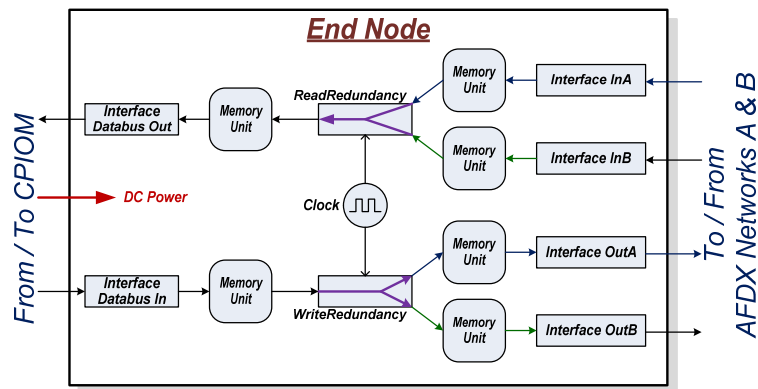 End Node
From / To CPIOM
Interface
Databus Out
Memory
Unit
ReadRedundancy
Memory
Unit
Interface InA
Memory
Unit
Interface InB
DC Power
Clock
Interface
Databus In
Memory
Unit
WriteRedundancy
Memory
Unit
Interface OutA
Memory
Unit
Interface OutB
To / From
AFDX Networks A & B